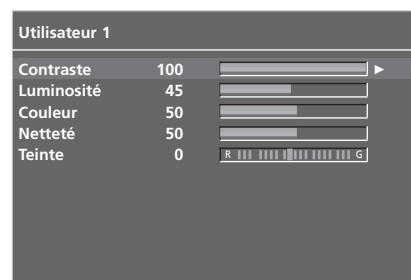 Utilisateur 1
Contraste 100
Luminosité 45
Couleur 50
Netteté 50
Teinte 0 R G